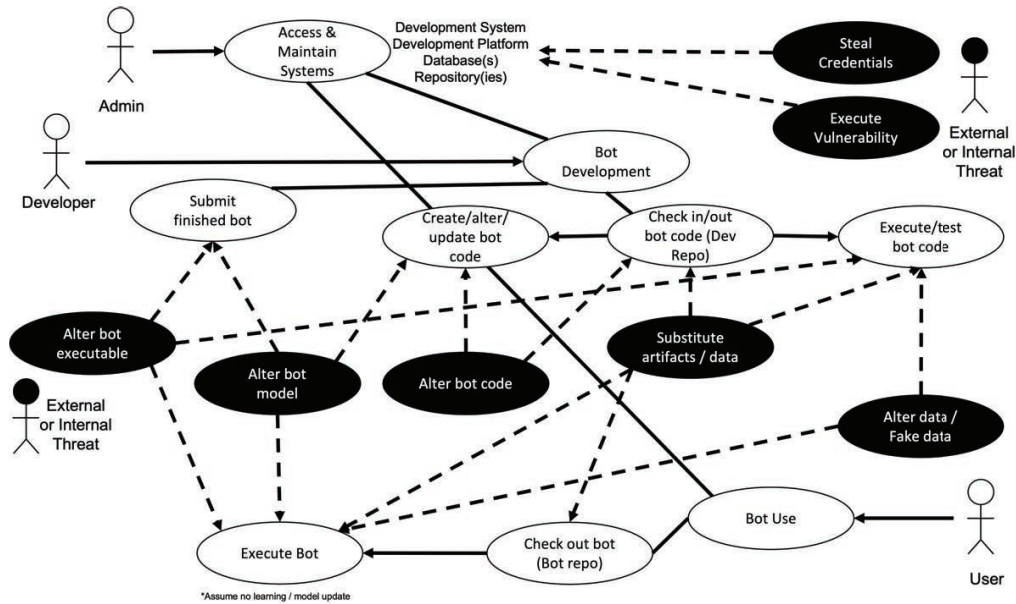 Access &
Maintain
Systems
Development System
Development Platform
Database(s)
Repository(ies)
Steal
Credentials
Admin
Execute
Vulnerability
External
or Internal
Threat
Bot
Development
Developer
Submit
finished bot
Create/alter/
update bot
code
Check in/out
bot code (Dev
Repo)
Execute/test
bot code
Alter bot
executable
Alter bot
model
Alter bot code
Substitute
artifacts / data
Alter data /
Fake data
External
or Internal
Threat
Execute Bot
Check out bot
(Bot repo)
Bot Use
User
*Assume no learning / model update